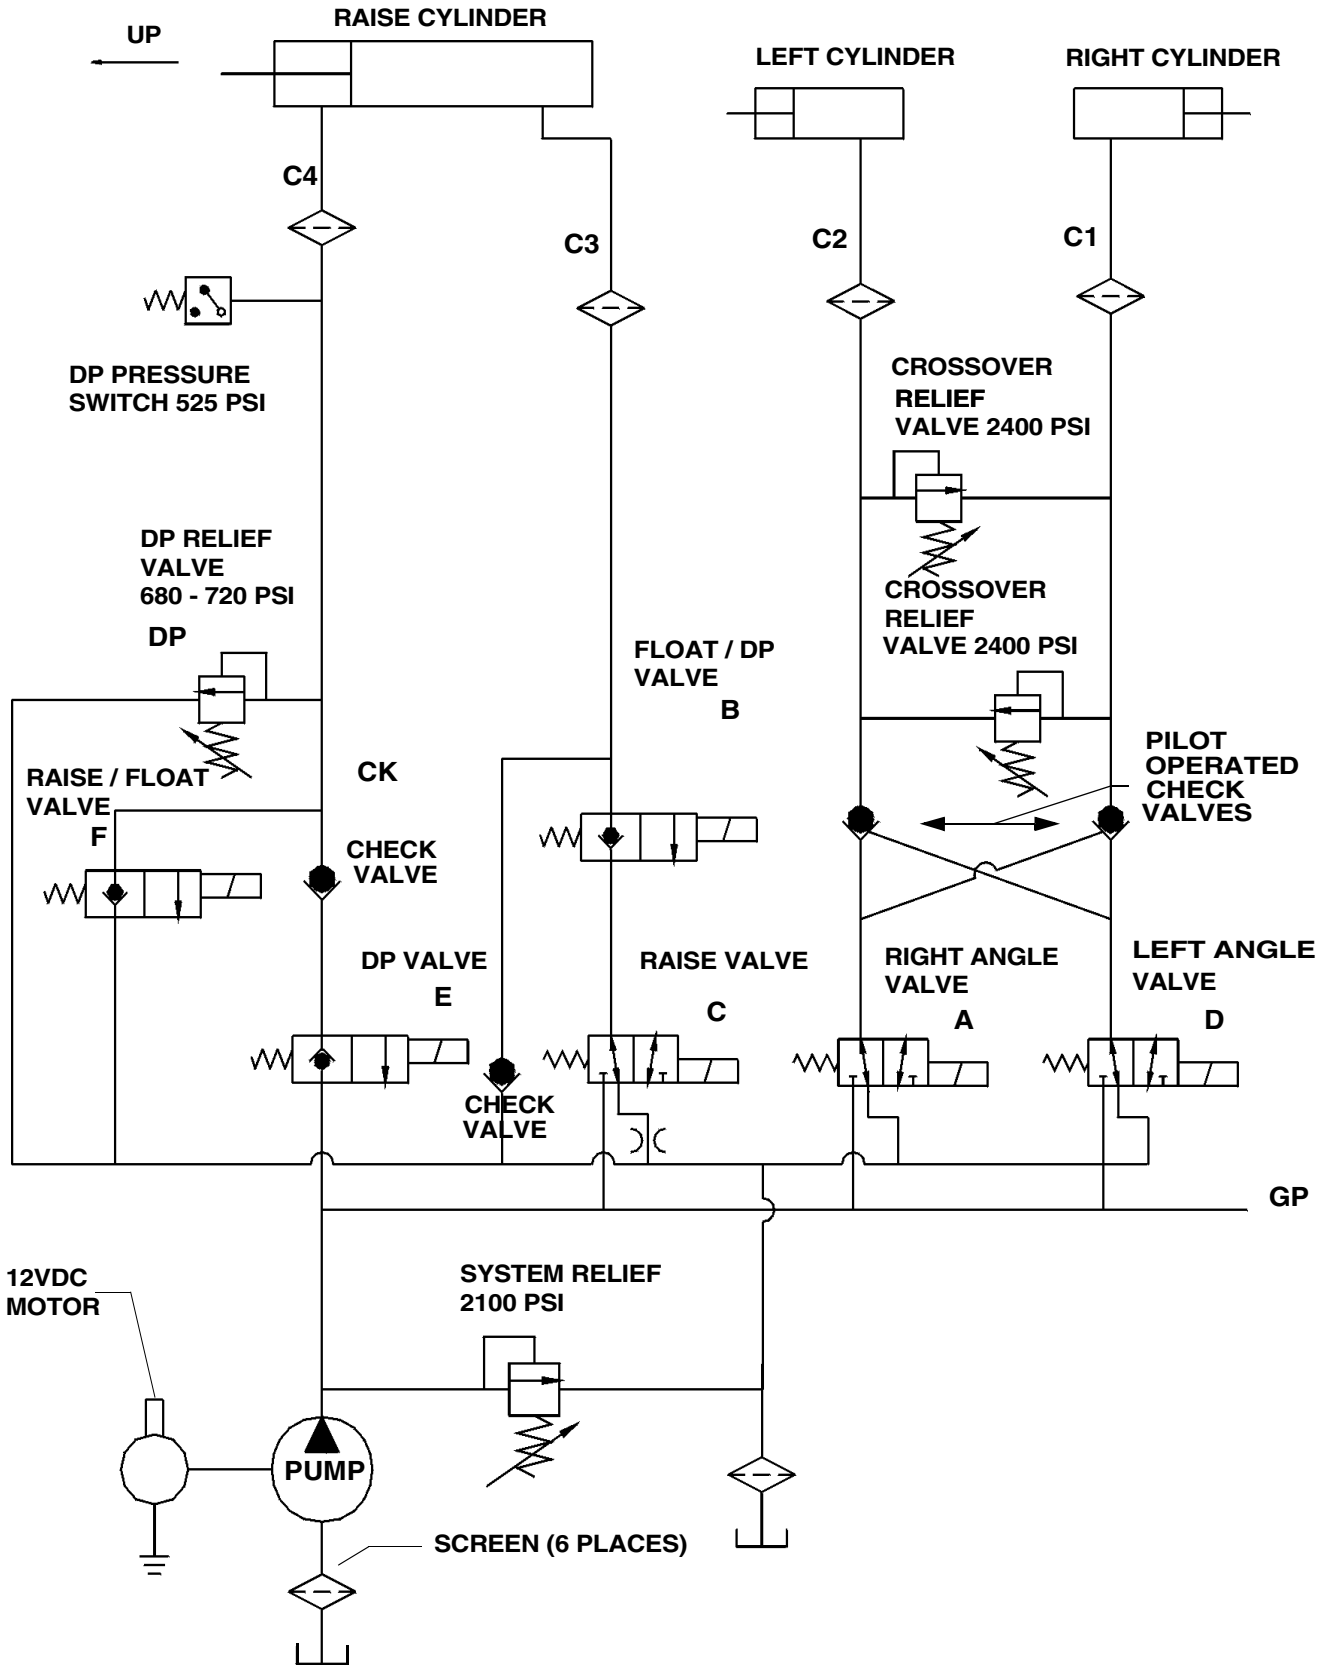 RAISE CYLINDER
UP
LEFT CYLINDER
RIGHT CYLINDER
C4
C3
C2
C1
DP PRESSURE
SWITCH 525 PSI
CROSSOVER
RELIEF
VALVE 2400 PSI
DP RELIEF
VALVE
680 - 720 PSI
DP
CROSSOVER
RELIEF
VALVE 2400 PSI
FLOAT / DP
VALVE
B
PILOT
OPERATED
CHECK
VALVES
RAISE / FLOAT
VALVE
F
CK
CHECK
VALVE
DP VALVE
E
RAISE VALVE
C
RIGHT ANGLE
VALVE
A
LEFT ANGLE
VALVE
D
CHECK
VALVE
GP
12VDC
MOTOR
SYSTEM RELIEF
2100 PSI
PUMP
SCREEN (6 PLACES)